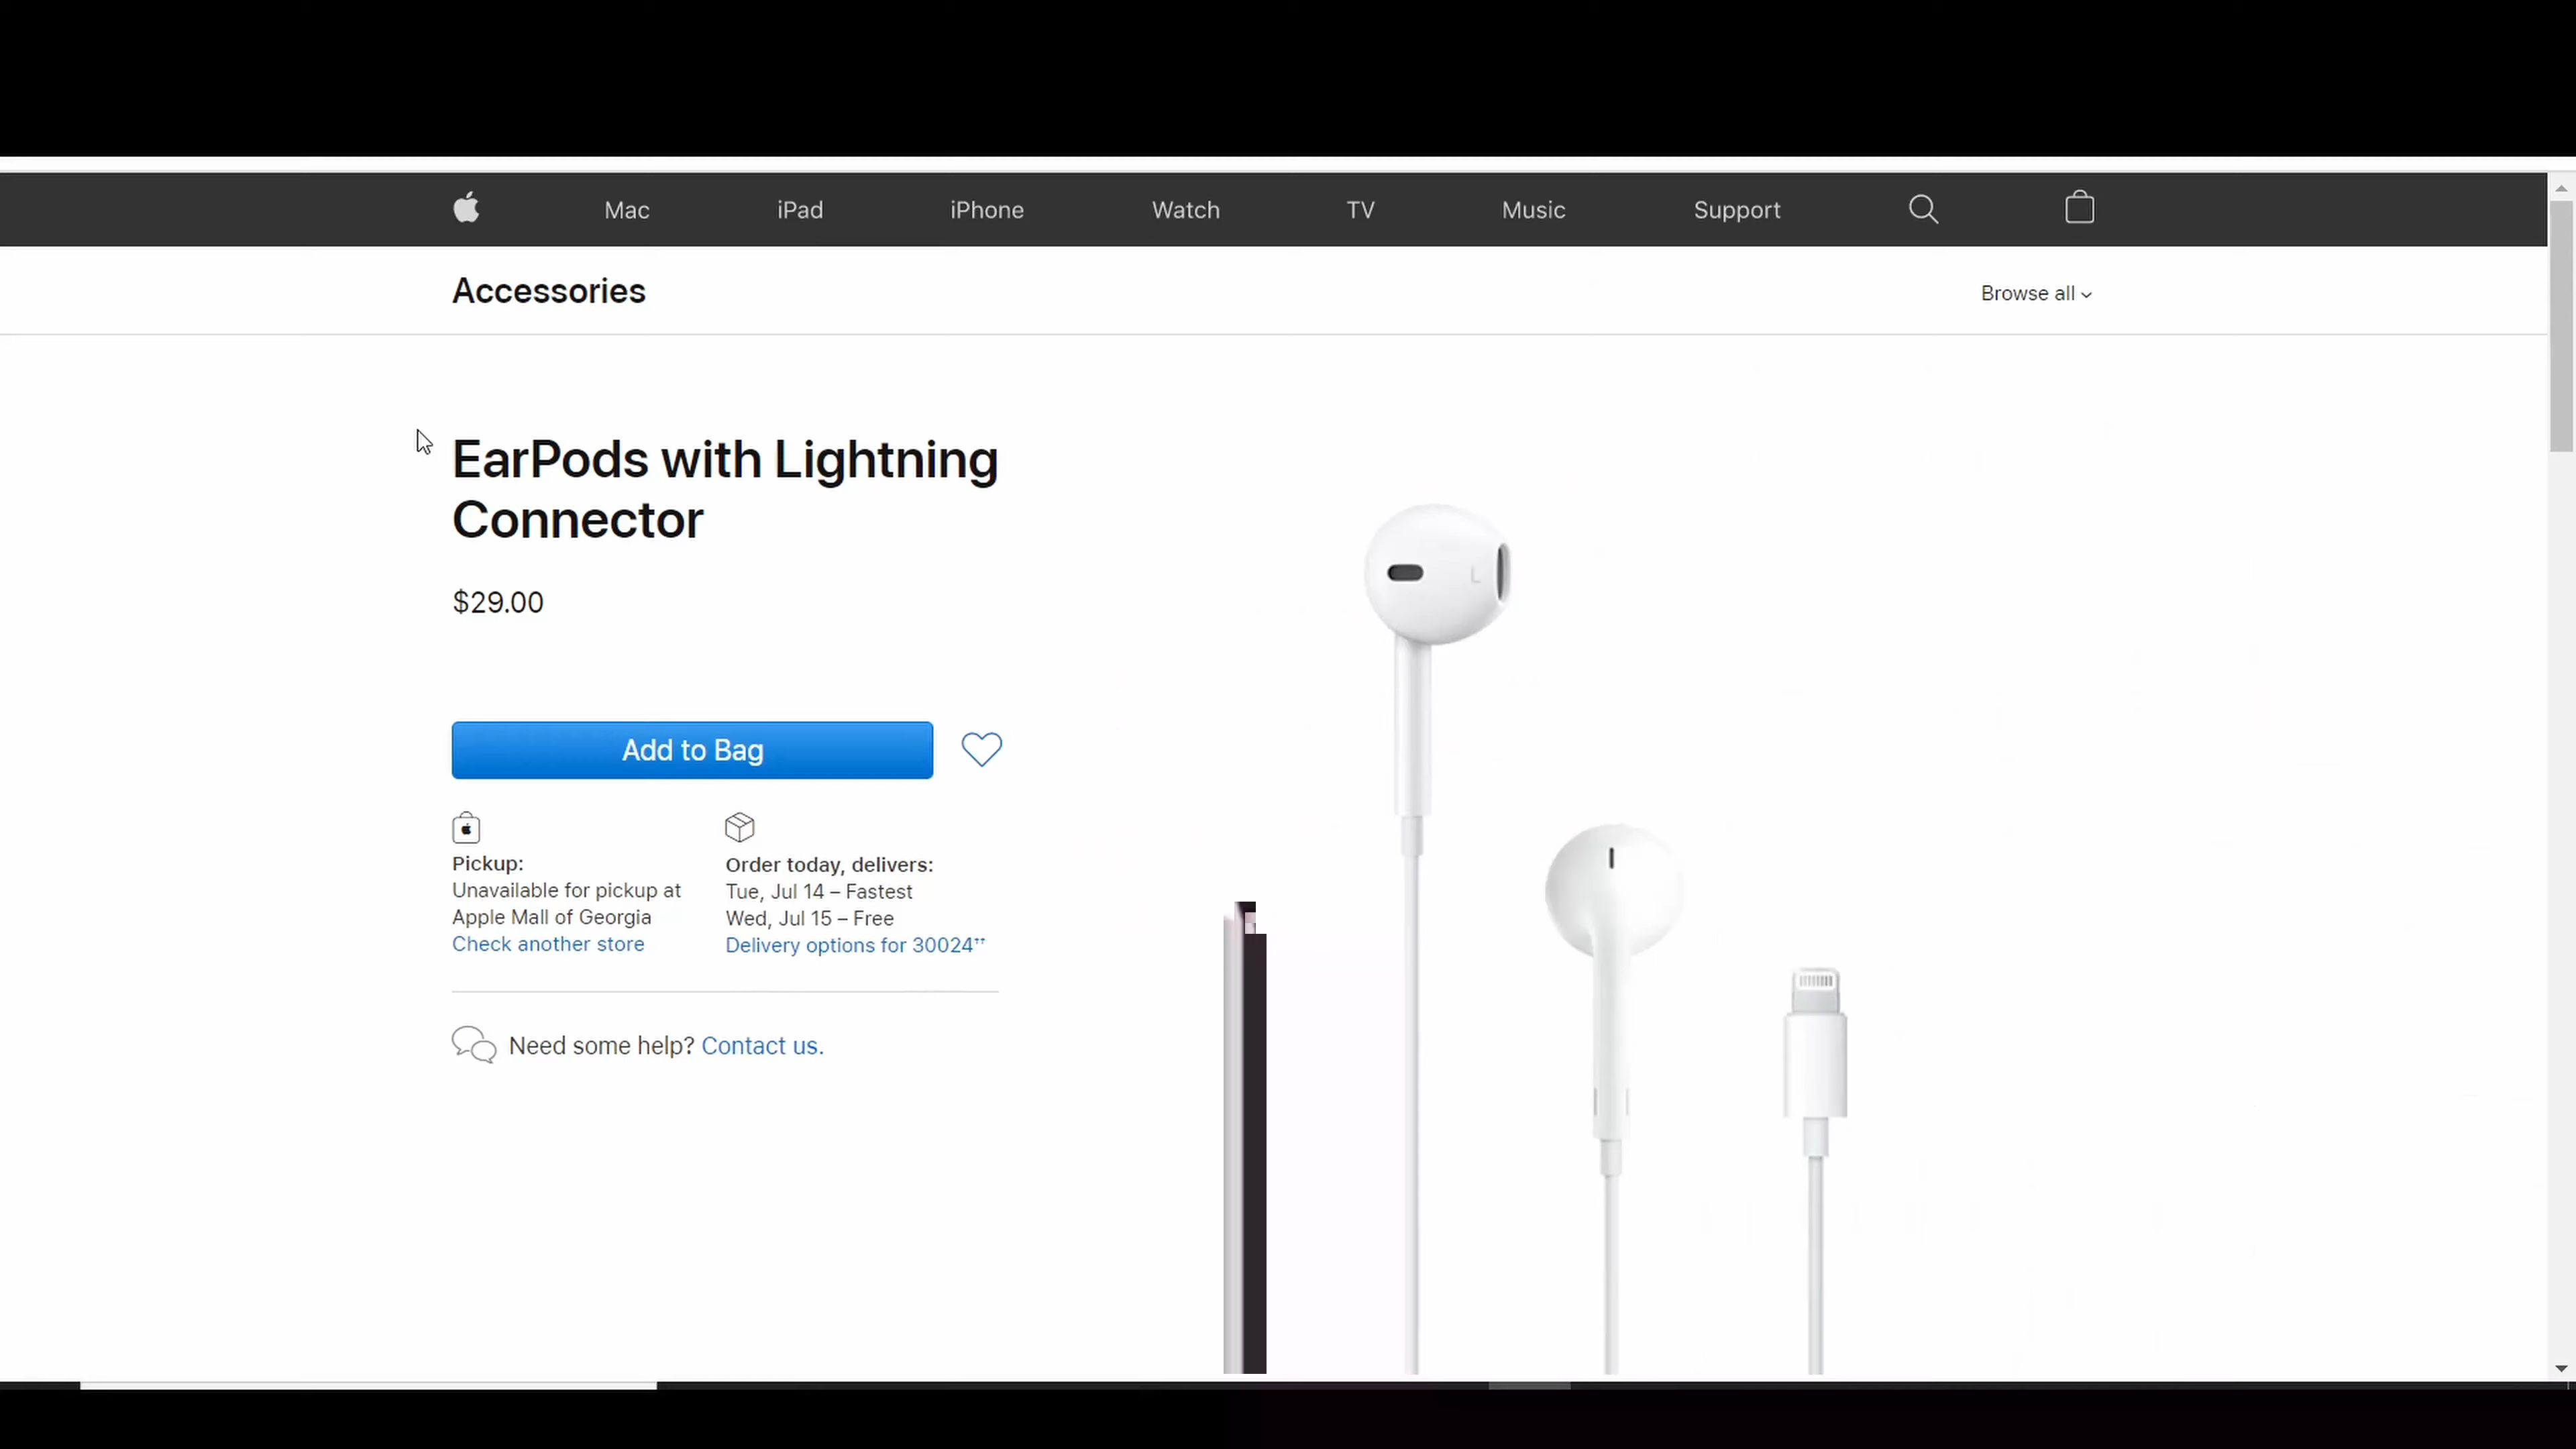 Mac iPad iPhone Watch TV Music Support
Accessories
Browse all
EarPods with Lightning
Connector
$29.00
L
Add to Bag
Pickup:
Unavailable for pickup at
Apple Mall of Georgia
Check another store
Order today, delivers:
Tue, Jul 14 – Fastest
Wed, Jul 15 – Free
Delivery options for 30024††
Need some help? Contact us.